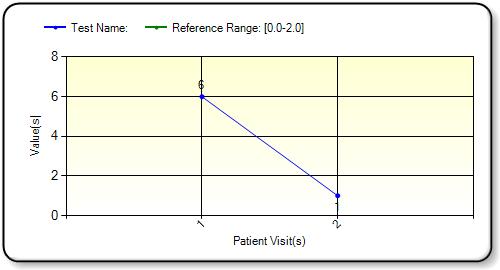 Test Name:
Reference Range: [0.0-2.0]
8
6
4
2
0
Value(s)
6
1
1
2
Patient Visit(s)